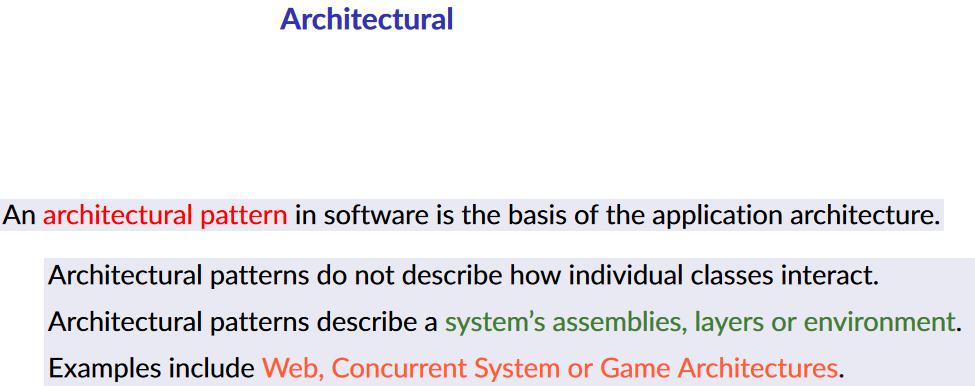 Architectural
An architectural pattern in software is the basis of the application architecture.
Architectural patterns do not describe how individual classes interact.
Architectural patterns describe a system’s assemblies, layers or environment.
Examples include Web, Concurrent System or Game Architectures.